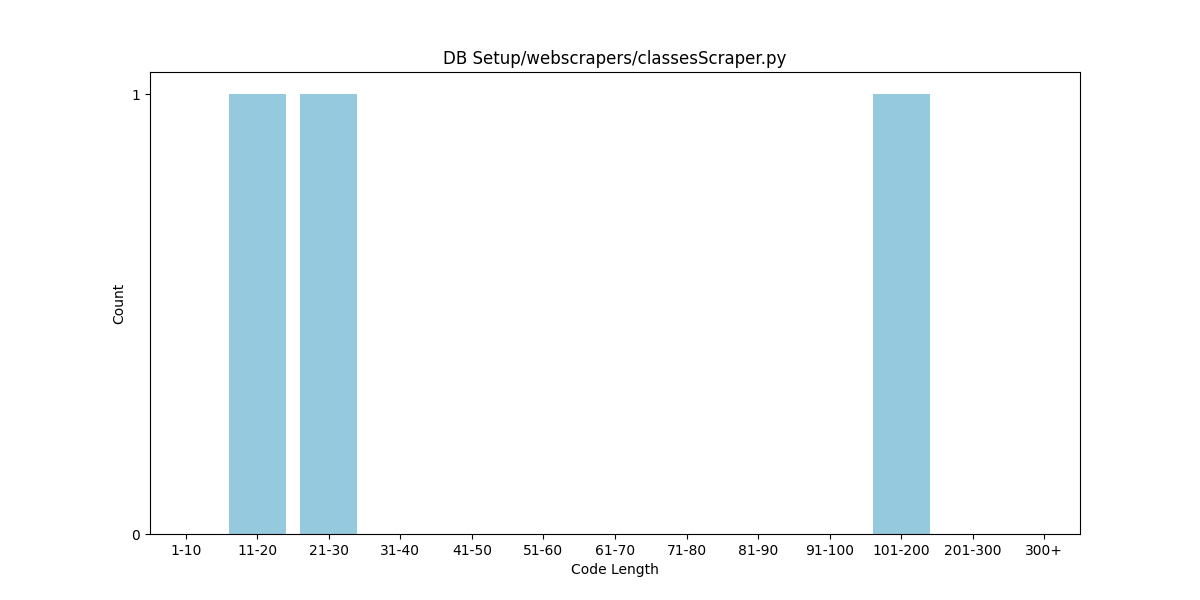 DB Setup/webscrapers/classesScraper.py
1
Count
0
1-10 11-20 21-30 31-40 41-50 51-60 61-70 71-80 81-90 91-100 101-200 201-300 300+
Code Length